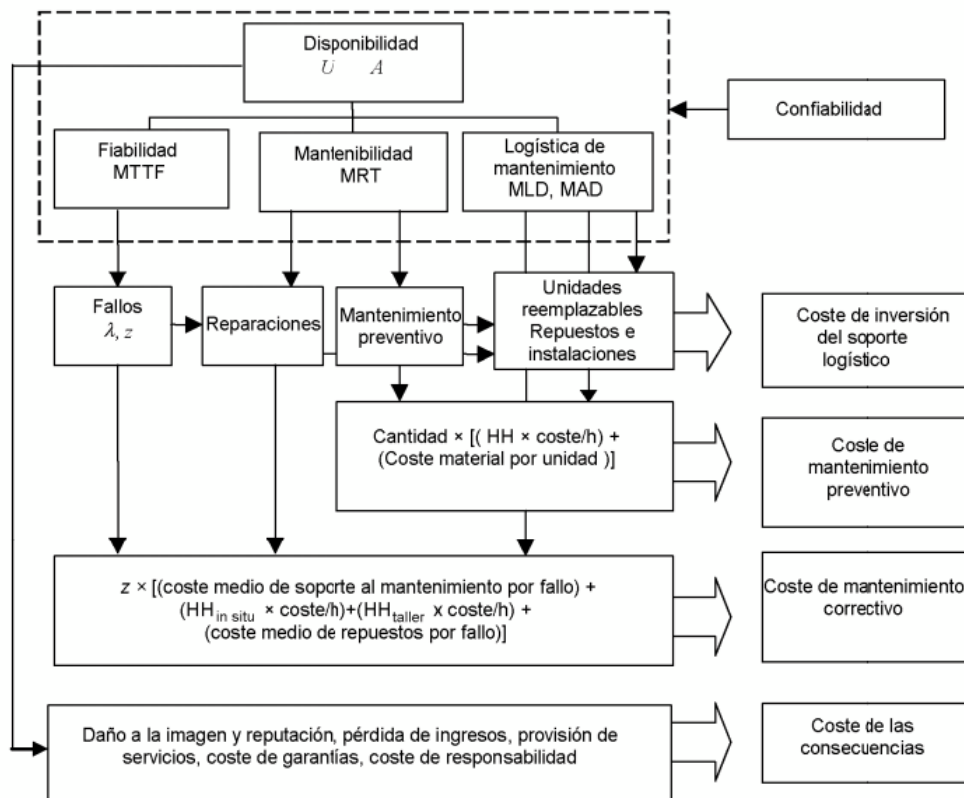 Disponibilidad
U A
Confiabilidad
Fiabilidad
MTTF
Mantenibilidad
MRT
Logística de
mantenimiento
MLD, MAD
Fallos
λ, z
Reparaciones
Mantenimiento
preventivo
Unidades
reemplazables
Repuestos e
instalaciones
Coste de inversión
del soporte
logístico
Cantidad × [( HH × coste/h) +
(Coste material por unidad )]
Coste de
mantenimiento
preventivo
z × [(coste medio de soporte al mantenimiento por fallo) +
(HH in situ × coste/h)+(HH taller x coste/h) +
(coste medio de repuestos por fallo)]
Coste de mantenimiento
correctivo
Daño a la imagen y reputación, pérdida de ingresos, provisión de
servicios, coste de garantías, coste de responsabilidad
Coste de las
consecuencias